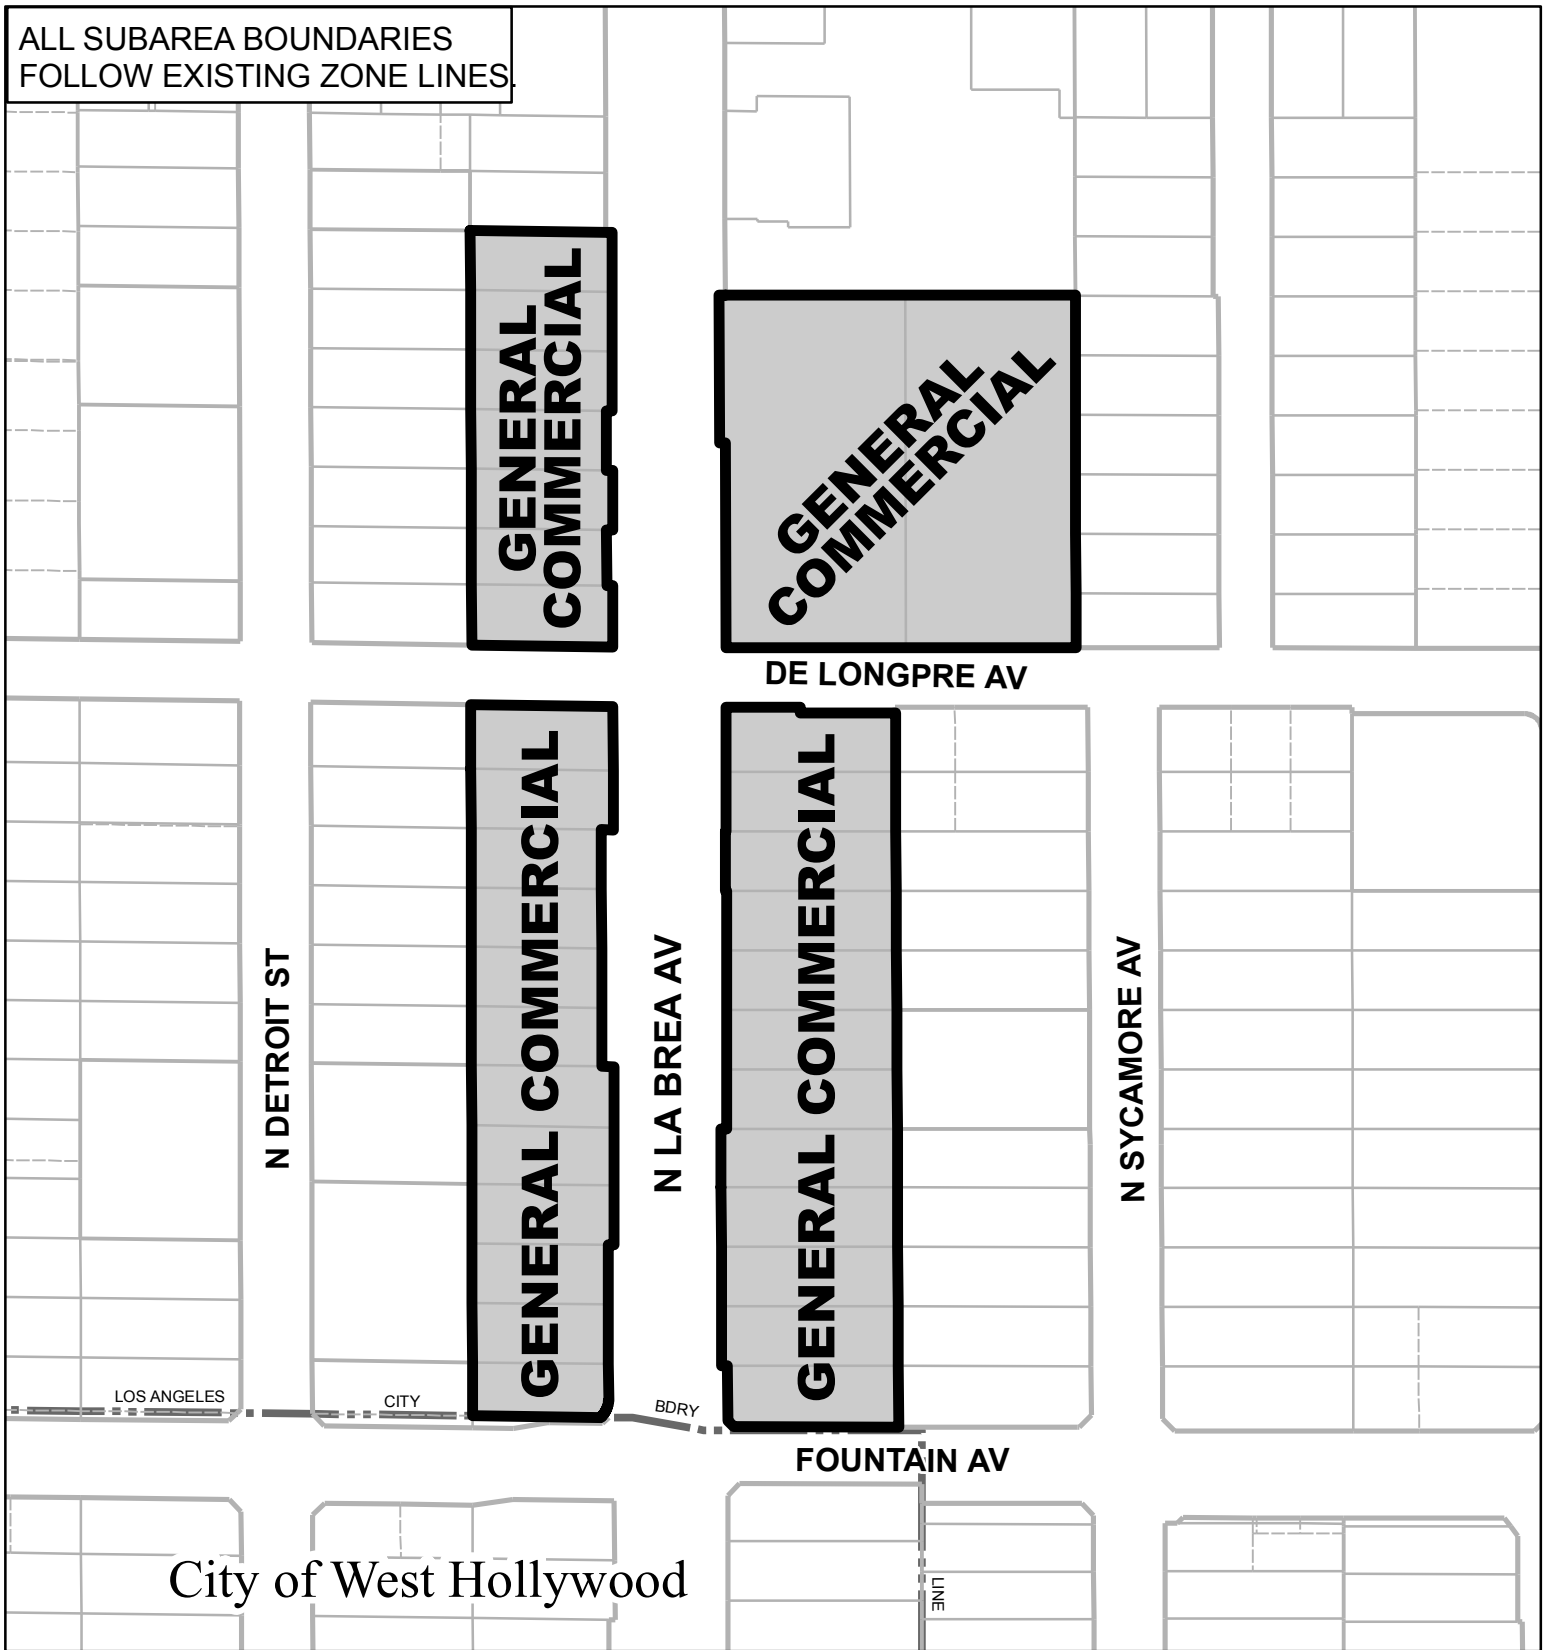 ALL SUBAREA BOUNDARIES
FOLLOW EXISTING ZONE LINES.
GENERAL
COMMERCIAL
GENERAL
COMMERCIAL
DE LONGPRE AV
GENERAL COMMERCIAL
GENERAL COMMERCIAL
N DETROIT ST
N LA BREA AV
N SYCAMORE AV
LOS ANGELES
CITY
BDRY
FOUNTAIN AV
City of West Hollywood
LINE